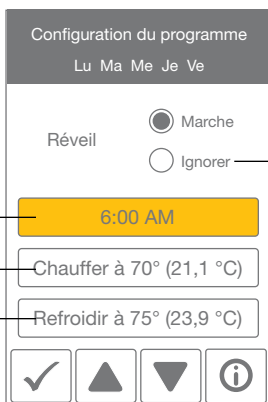 Configuration du programme
Lu Ma Me Je Ve
Marche
Réveil
Ignorer
6:00 AM
Chauffer à 70° (21,1 °C)
Refroidir à 75° (23,9 °C)